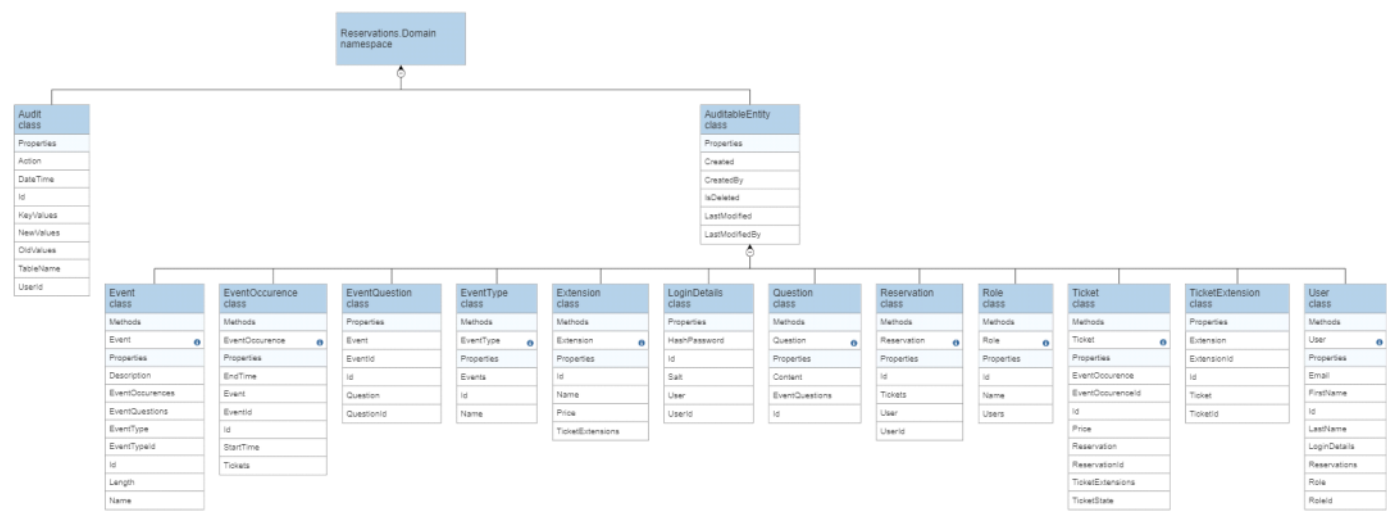 Reservations.Domain
namespace
Audit
class
Properties
Action
DateTime
Id
KeyValues
NewValues
OldValues
TableName
UserId
AuditableEntity
class
Properties
Created
CreatedBy
IsDeleted
LastModified
LastModifiedBy
Event
class
Methods
Event
Properties
Description
EventOccurences
EventQuestions
EventType
EventTypeId
Id
Length
Name
EventOccurence
class
Methods
EventOccurence
Properties
EndTime
Event
EventId
Id
StartTime
Tickets
EventQuestion
class
Properties
Event
EventId
Id
Question
QuestionId
EventType
class
Methods
EventType
Properties
Events
Id
Name
Extension
class
Methods
Extension
Properties
Id
Name
Price
TicketExtensions
LoginDetails
class
Properties
HashPassword
Id
Salt
User
UserId
Question
class
Methods
Question
Properties
Content
EventQuestions
Id
Reservation
class
Methods
Reservation
Properties
Id
Tickets
User
UserId
Role
class
Methods
Role
Properties
Id
Name
Users
Ticket
class
Methods
Ticket
Properties
EventOccurence
EventOccurenceId
Id
Price
Reservation
ReservationId
TicketExtensions
TicketState
TicketExtension
class
Properties
Extension
ExtensionId
Id
Ticket
TicketId
User
class
Methods
User
Properties
Email
FirstName
Id
LastName
LoginDetails
Reservations
Role
RoleId